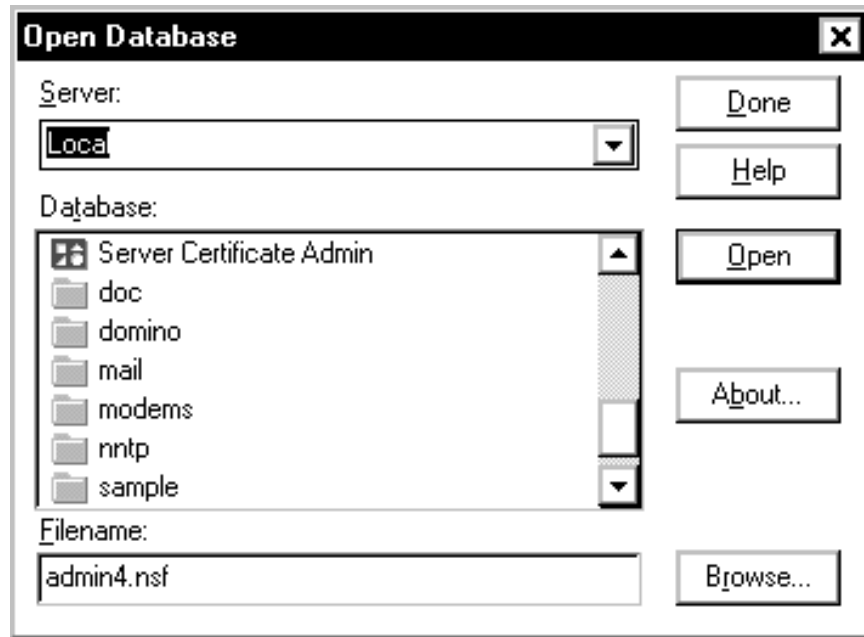 Open Database
Server:
Local
Done
Help
Database:
Server Certificate Admin
doc
domino
mail
modems
nntp
sample
Open
About...
Filename:
admin4.nsf
Browse...